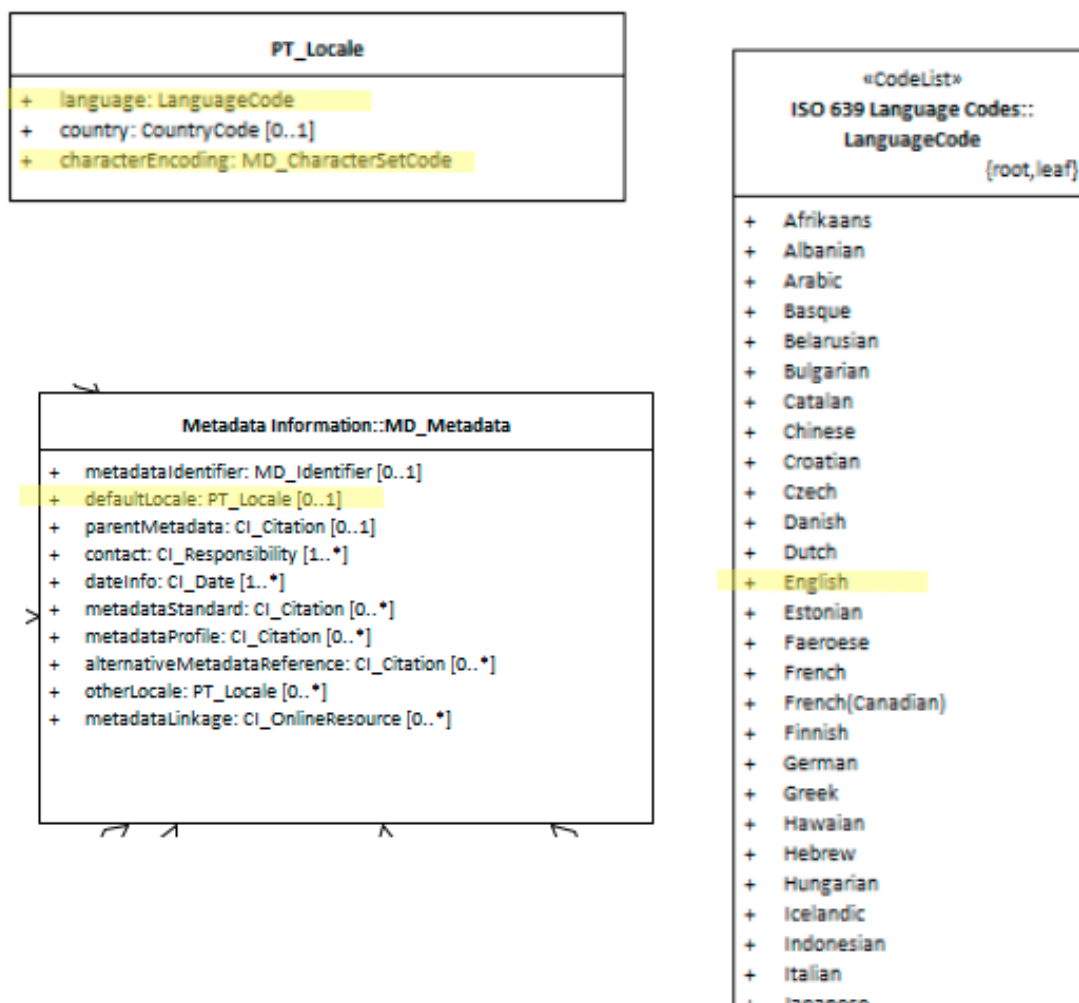 PT_Locale
+ language: LanguageCode
+ country: CountryCode [0..1]
+ characterEncoding: MD_CharacterSetCode
Metadata Information::MD_Metadata
+ metadataIdentifier: MD_Identifier [0..1]
+ defaultLocale: PT_Locale [0..1]
+ parentMetadata: CI_Citation [0..1]
+ contact: CI_Responsibility [1..*]
+ dateInfo: CI_Date [1..*]
+ metadataStandard: CI_Citation [0..*]
+ metadataProfile: CI_Citation [0..*]
+ alternativeMetadataReference: CI_Citation [0..*]
+ otherLocale: PT_Locale [0..*]
+ metadataLinkage: CI_OnlineResource [0..*]
«CodeList»
ISO 639 Language Codes::
LanguageCode
{root,leaf}
+ Afrikaans
+ Albanian
+ Arabic
+ Basque
+ Belarusian
+ Bulgarian
+ Catalan
+ Chinese
+ Croatian
+ Czech
+ Danish
+ Dutch
+ English
+ Estonian
+ Faeroese
+ French
+ French(Canadian)
+ Finnish
+ German
+ Greek
+ Hawaian
+ Hebrew
+ Hungarian
+ Icelandic
+ Indonesian
+ Italian